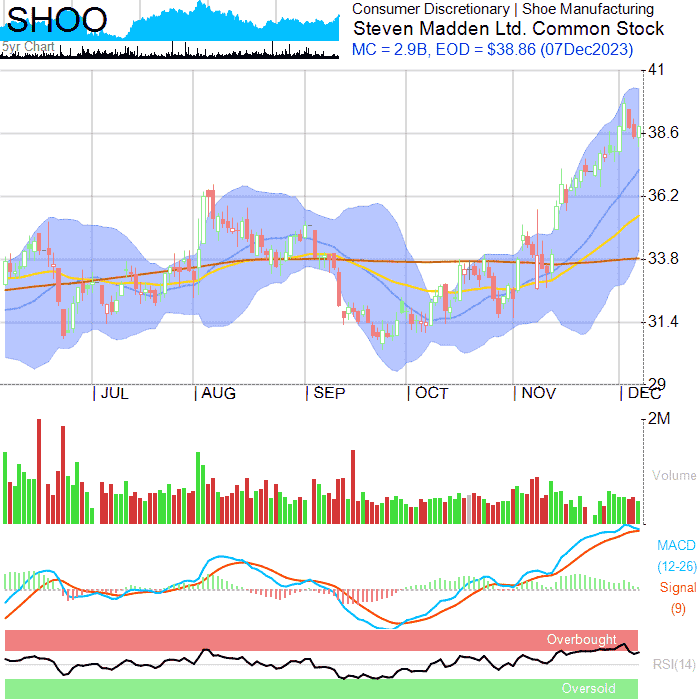 SHOO
5yr Chart
Consumer Discretionary | Shoe Manufacturing
Steven Madden Ltd. Common Stock
MC = 2.9B, EOD = $38.86 (07Dec2023)
41
38.6
36.2
33.8
31.4
29
JUL AUG SEP OCT NOV DEC
2M
Volume
MACD
(12-26)
Signal
(9)
Overbought
RSI(14)
Oversold